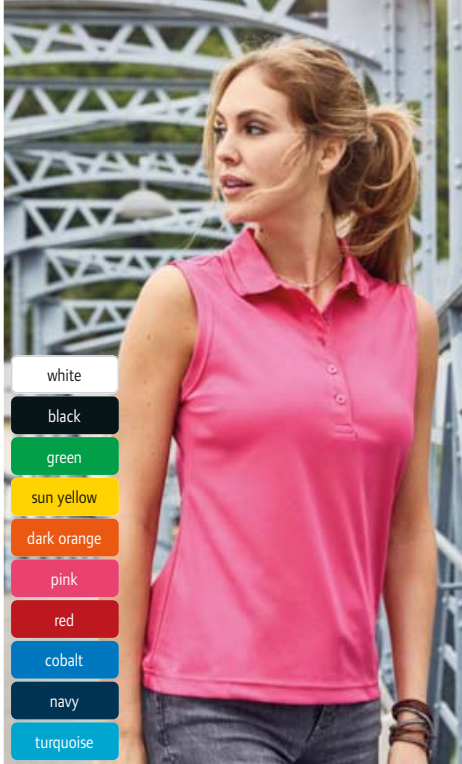 white
black
green
sun yellow
dark orange
pink
red
cobalt
navy
turquoise